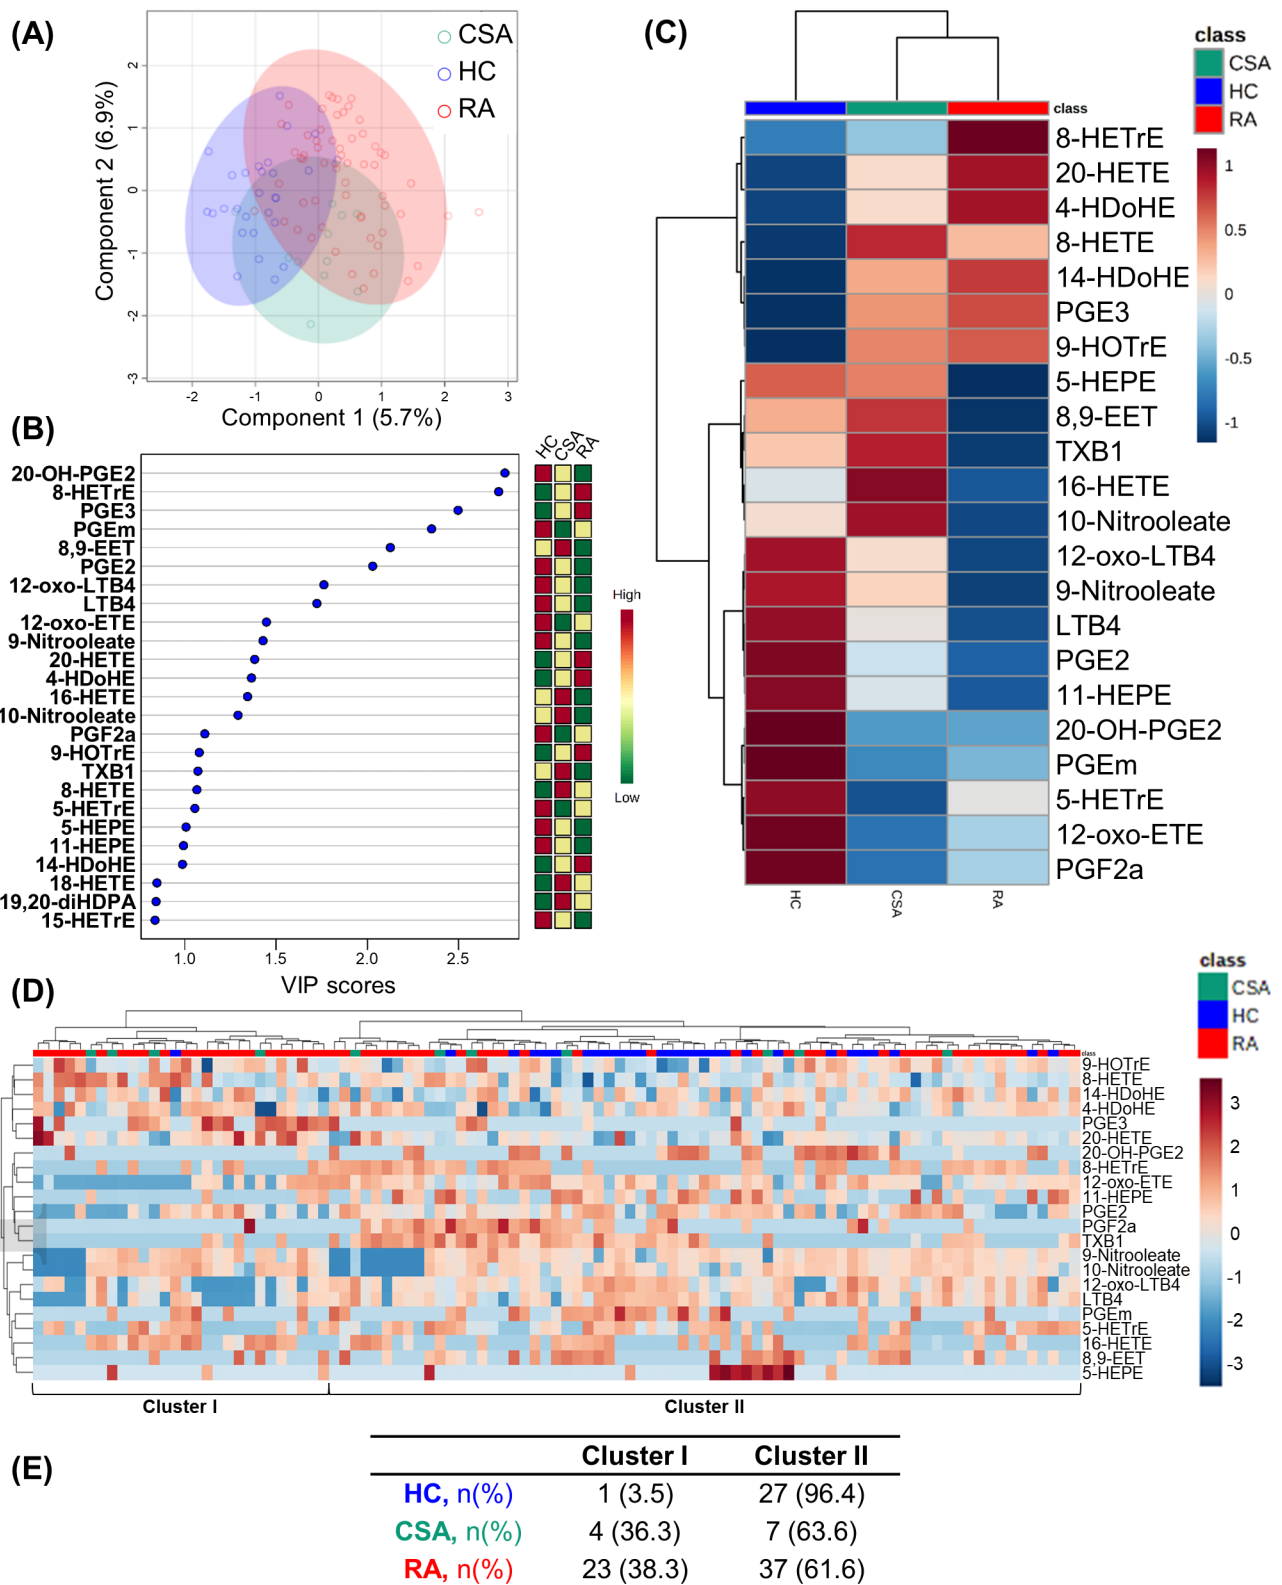 (A)
CSA
HC
RA
Component 2 (6.9%)
2
1
0
-1
-2
-3
-2
-1
0
1
2
3
Component 1 (5.7%)
(B)
HC
CSA
RA
20-OH-PGE2
8-HETrE
PGE3
PGEm
8,9-EET
PGE2
12-oxo-LTB4
LTB4
12-oxo-ETE
9-Nitrooleate
20-HETE
4-HDoHE
16-HETE
10-Nitrooleate
PGF2a
9-HOTrE
TXB1
8-HETE
5-HETrE
5-HEPE
11-HEPE
14-HDoHE
18-HETE
19,20-diHDPA
15-HETrE
1.0
1.5
2.0
2.5
VIP scores
High
Low
(C)
class
8-HETrE
20-HETE
4-HDoHE
8-HETE
14-HDoHE
PGE3
9-HOTrE
5-HEPE
8,9-EET
TXB1
16-HETE
10-Nitrooleate
12-oxo-LTB4
9-Nitrooleate
LTB4
PGE2
11-HEPE
20-OH-PGE2
PGEm
5-HETrE
12-oxo-ETE
PGF2a
HC
CSA
RA
class
CSA
HC
RA
1
0.5
0
-0.5
-1
(D)
class
9-HOTrE
8-HETE
14-HDoHE
4-HDoHE
PGE3
20-HETE
20-OH-PGE2
8-HETrE
12-oxo-ETE
11-HEPE
PGE2
PGF2a
TXB1
9-Nitrooleate
10-Nitrooleate
12-oxo-LTB4
LTB4
PGEm
5-HETrE
16-HETE
8,9-EET
5-HEPE
class
CSA
HC
RA
3
2
1
0
-1
-2
-3
Cluster I
Cluster II
(E)
Cluster I Cluster II
HC, n(%) 1 (3.5) 27 (96.4)
CSA, n(%) 4 (36.3) 7 (63.6)
RA, n(%) 23 (38.3) 37 (61.6)